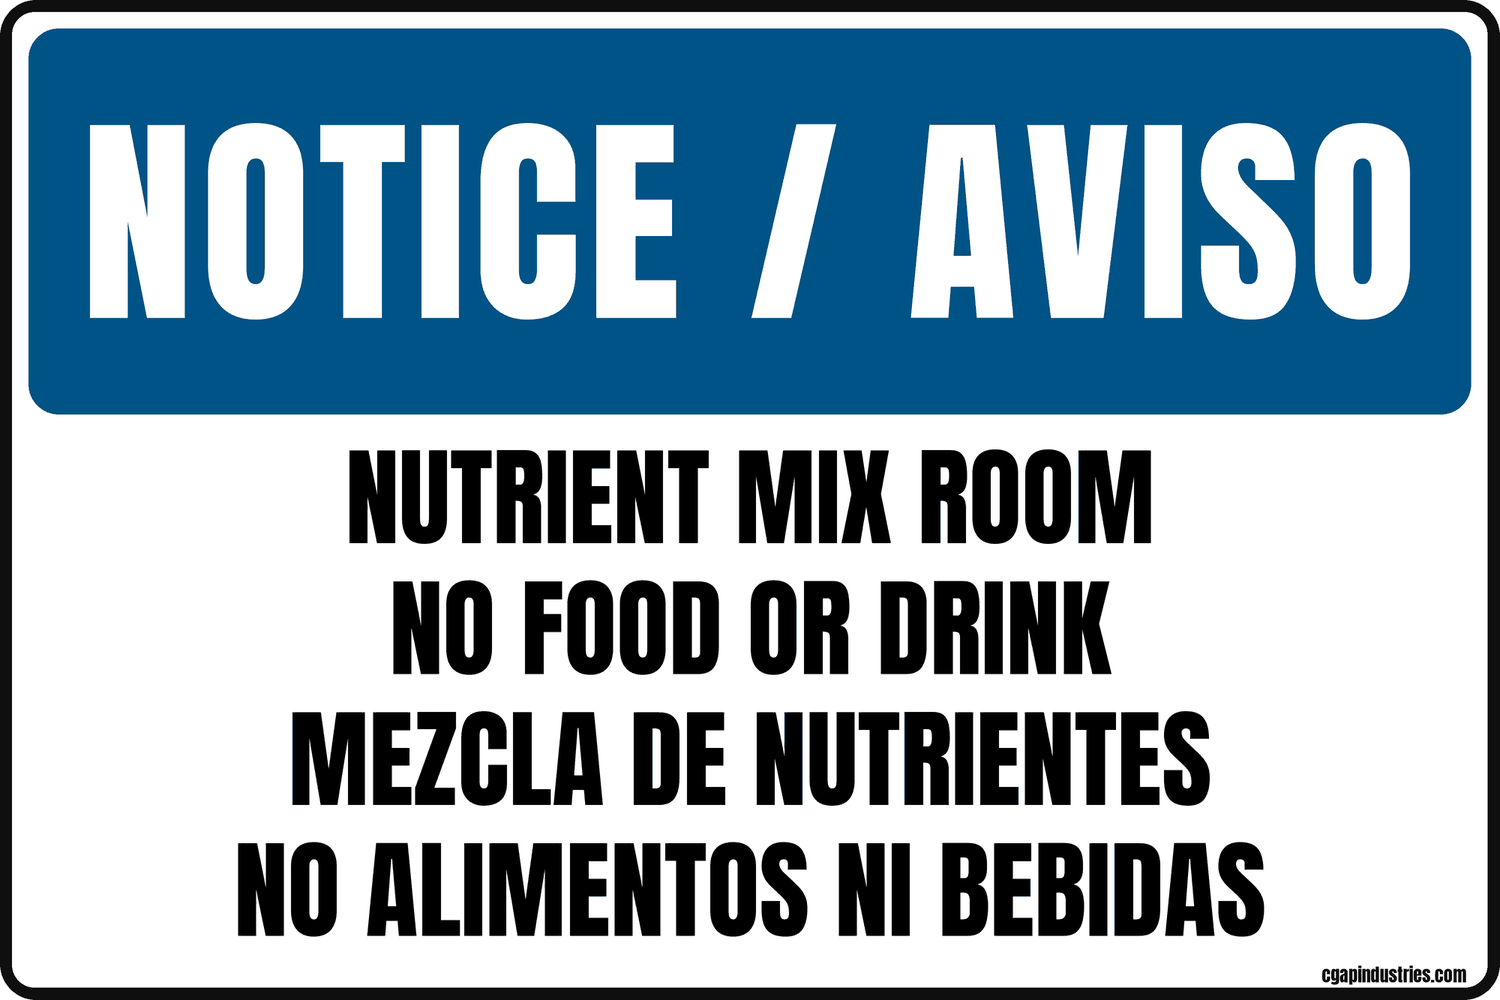 NOTICE / AVISO
NUTRIENT MIX ROOM
NO FOOD OR DRINK
MEZCLA DE NUTRIENTES
NO ALIMENTOS NI BEBIDAS
cgapindustries.com